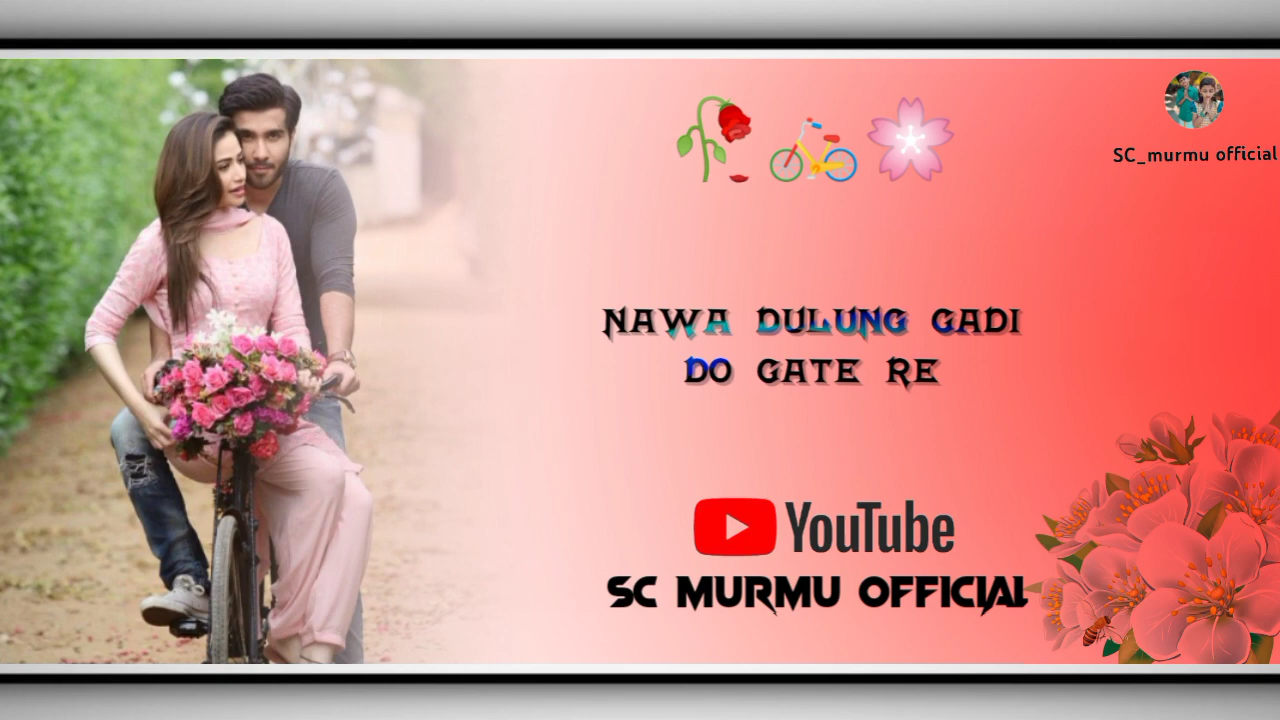 SC_murmu official
NAWA DULUNG GADI
DO GATE RE
YouTube
SC MURMU OFFICIAL